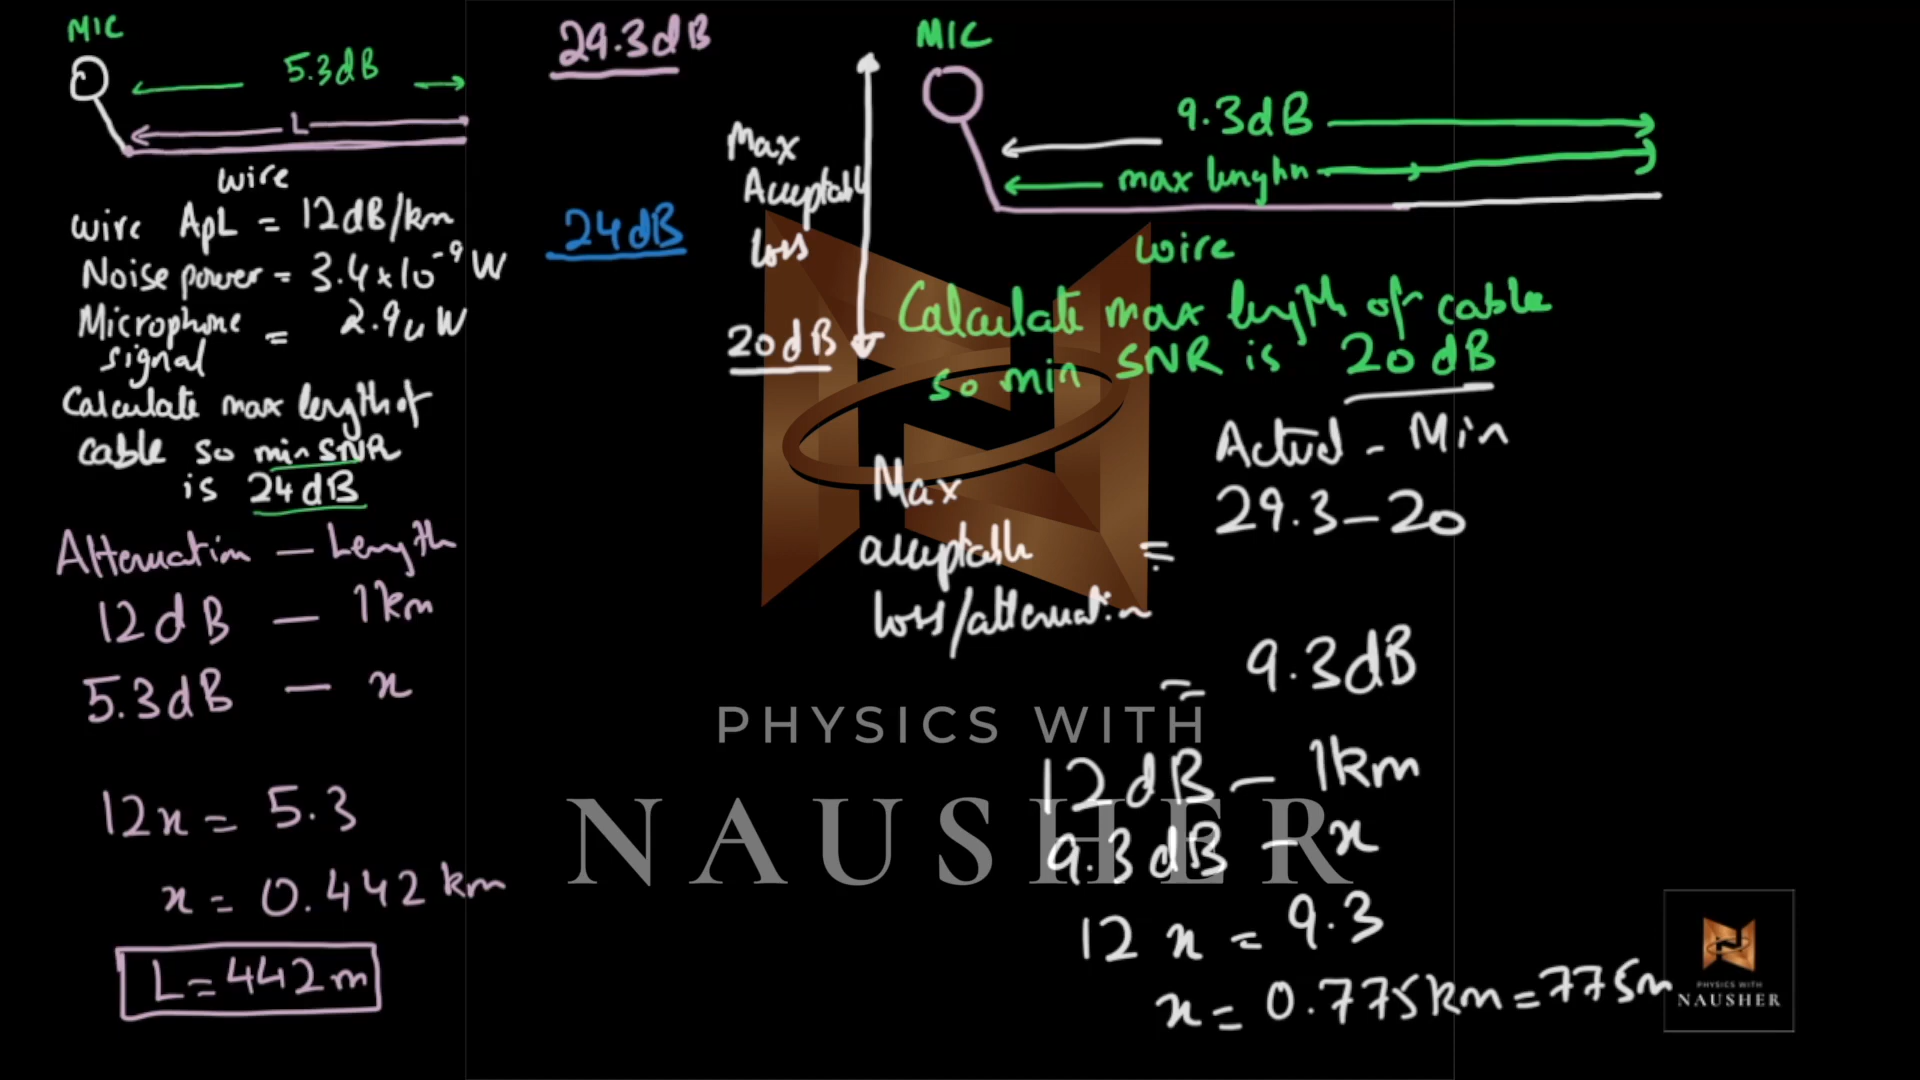 MIC
5.3dB
L
wire
wire ApL = 12dB/km
Noise power = 3.4×10⁻⁹ W
Microphone signal = 2.9u W
Calculate max length of
cable so min SNR
is 24dB
Attenuation — Length
12dB — 1km
5.3dB — x
12x = 5.3
x = 0.442 km
L = 442m
29.3dB
24dB
Max
Acceptable
loss
20dB
MIC
9.3dB
max lenghn
wire
Calculate max length of cable
so min SNR is 20dB
Actual - Min
Max
acceptable
loss/attenuation
= 29.3–20
= 9.3dB
12dB – 1km
9.3dB – x
12 x = 9.3
x = 0.775km = 775m
PHYSICS WITH
NAUSHER
PHYSICS WITH
NAUSHER